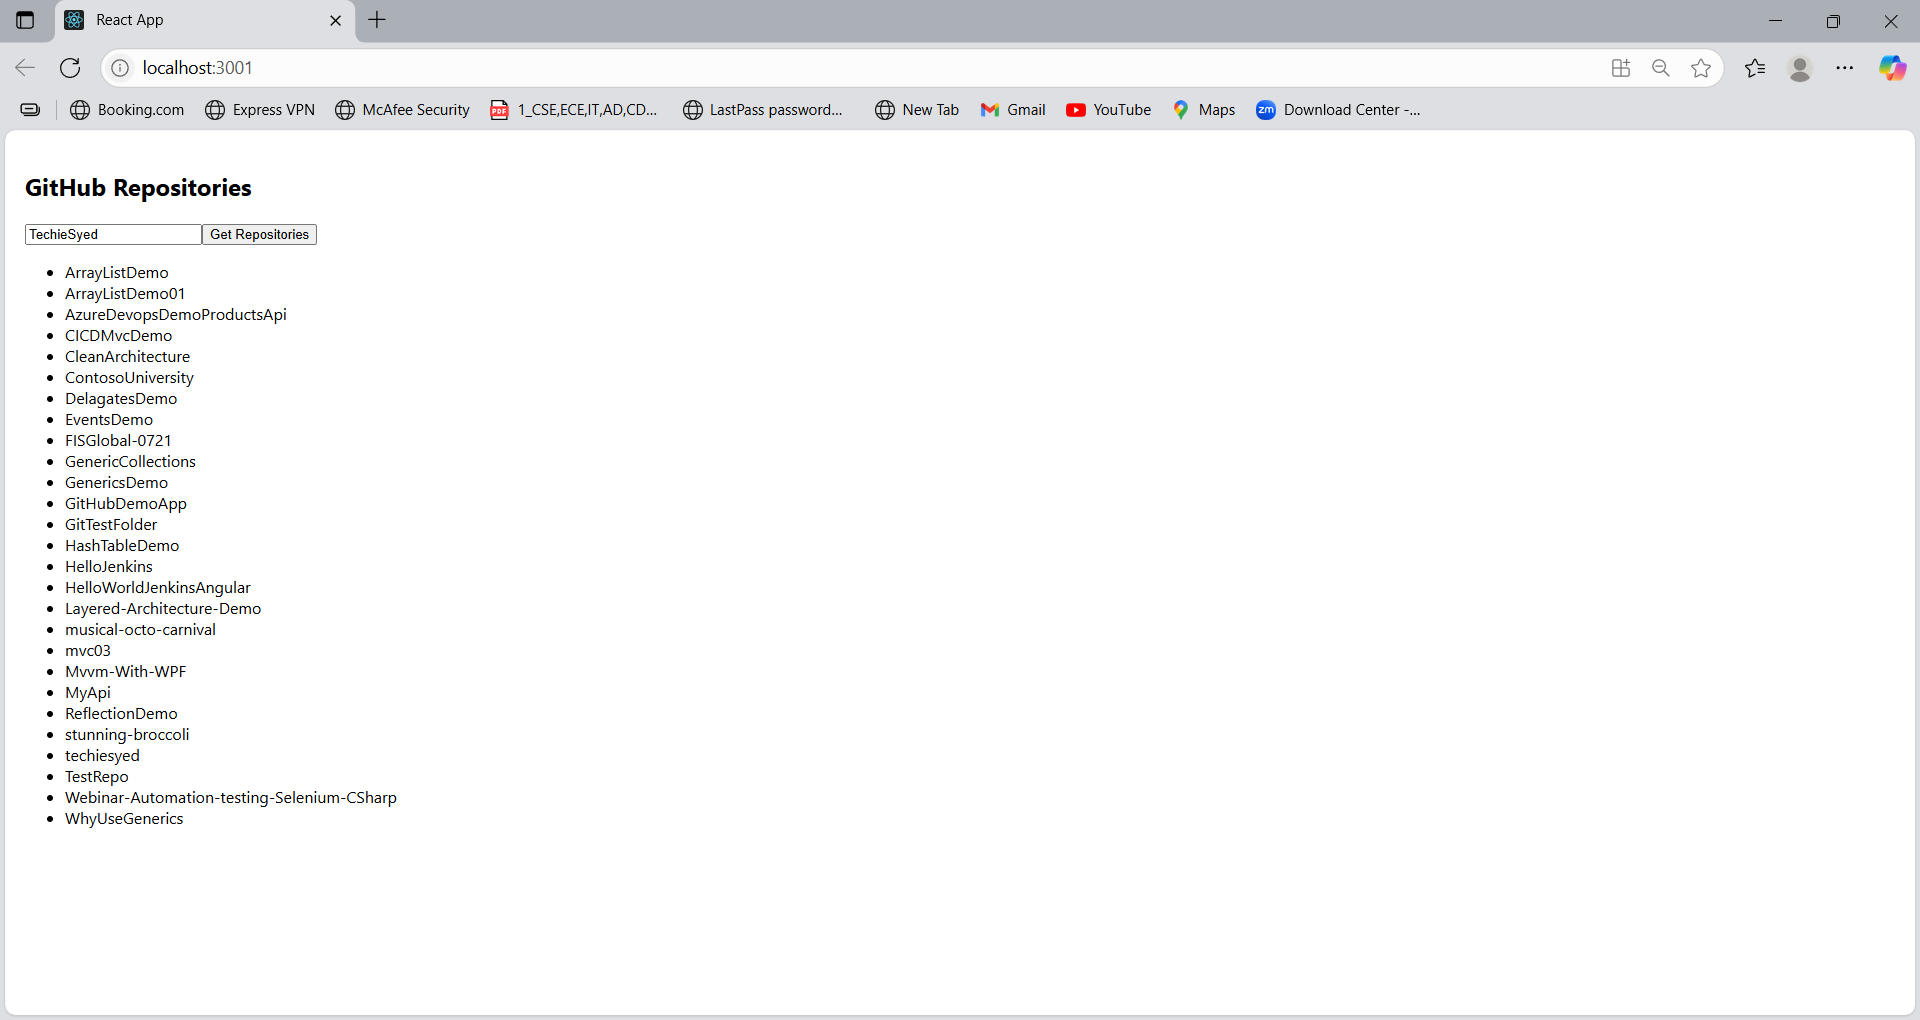 React App
localhost:3001
Booking.com Express VPN McAfee Security PDF 1_CSE,ECE,IT,AD,CD... LastPass password... New Tab Gmail YouTube Maps zm Download Center -...
GitHub Repositories
TechieSyed Get Repositories
ArrayListDemo
ArrayListDemo01
AzureDevopsDemoProductsApi
CICDMvcDemo
CleanArchitecture
ContosoUniversity
DelagatesDemo
EventsDemo
FISGlobal-0721
GenericCollections
GenericsDemo
GitHubDemoApp
GitTestFolder
HashTableDemo
HelloJenkins
HelloWorldJenkinsAngular
Layered-Architecture-Demo
musical-octo-carnival
mvc03
Mvvm-With-WPF
MyApi
ReflectionDemo
stunning-broccoli
techiesyed
TestRepo
Webinar-Automation-testing-Selenium-CSharp
WhyUseGenerics